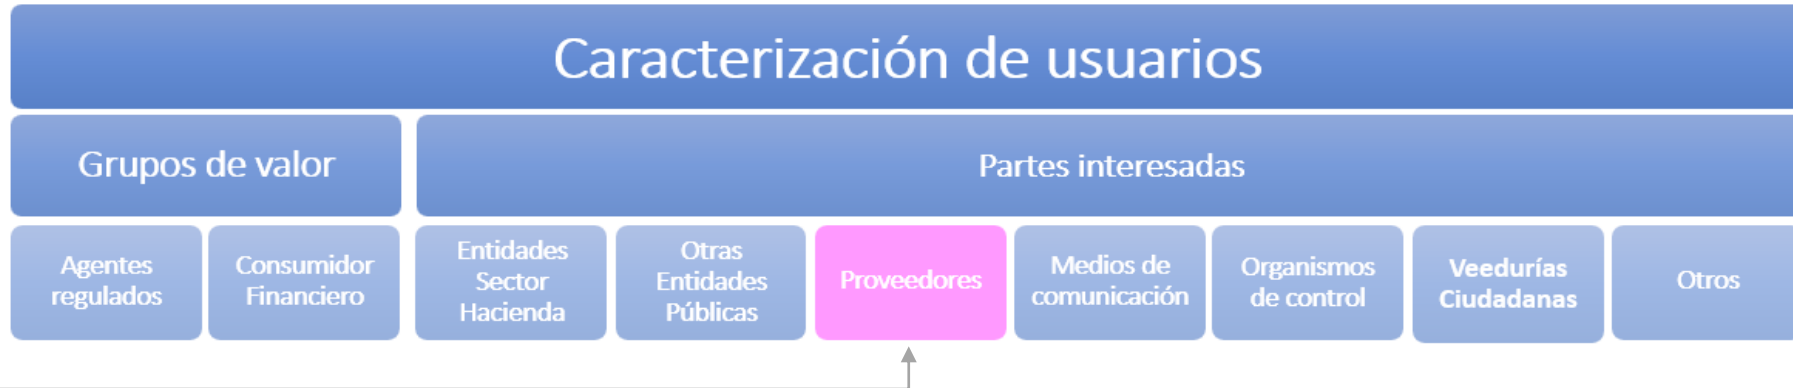 Caracterización de usuarios
Grupos de valor
Partes interesadas
Agentes
regulados
Consumidor
Financiero
Entidades
Sector
Hacienda
Otras
Entidades
Públicas
Proveedores
Medios de
comunicación
Organismos
de control
Veedurías
Ciudadanas
Otros